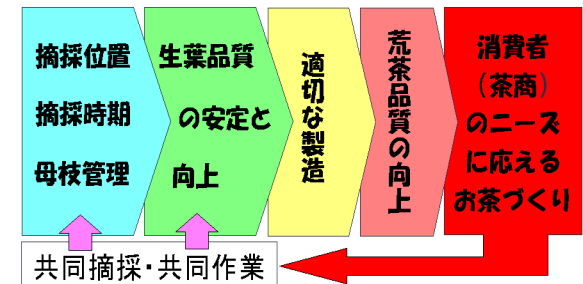 摘採位置
摘採時期
母枝管理
生葉品質
の安定と
向上
適切な製造
荒茶品質の向上
消費者
(茶商)
のニーズ
に応える
お茶づくり
共同摘採・共同作業